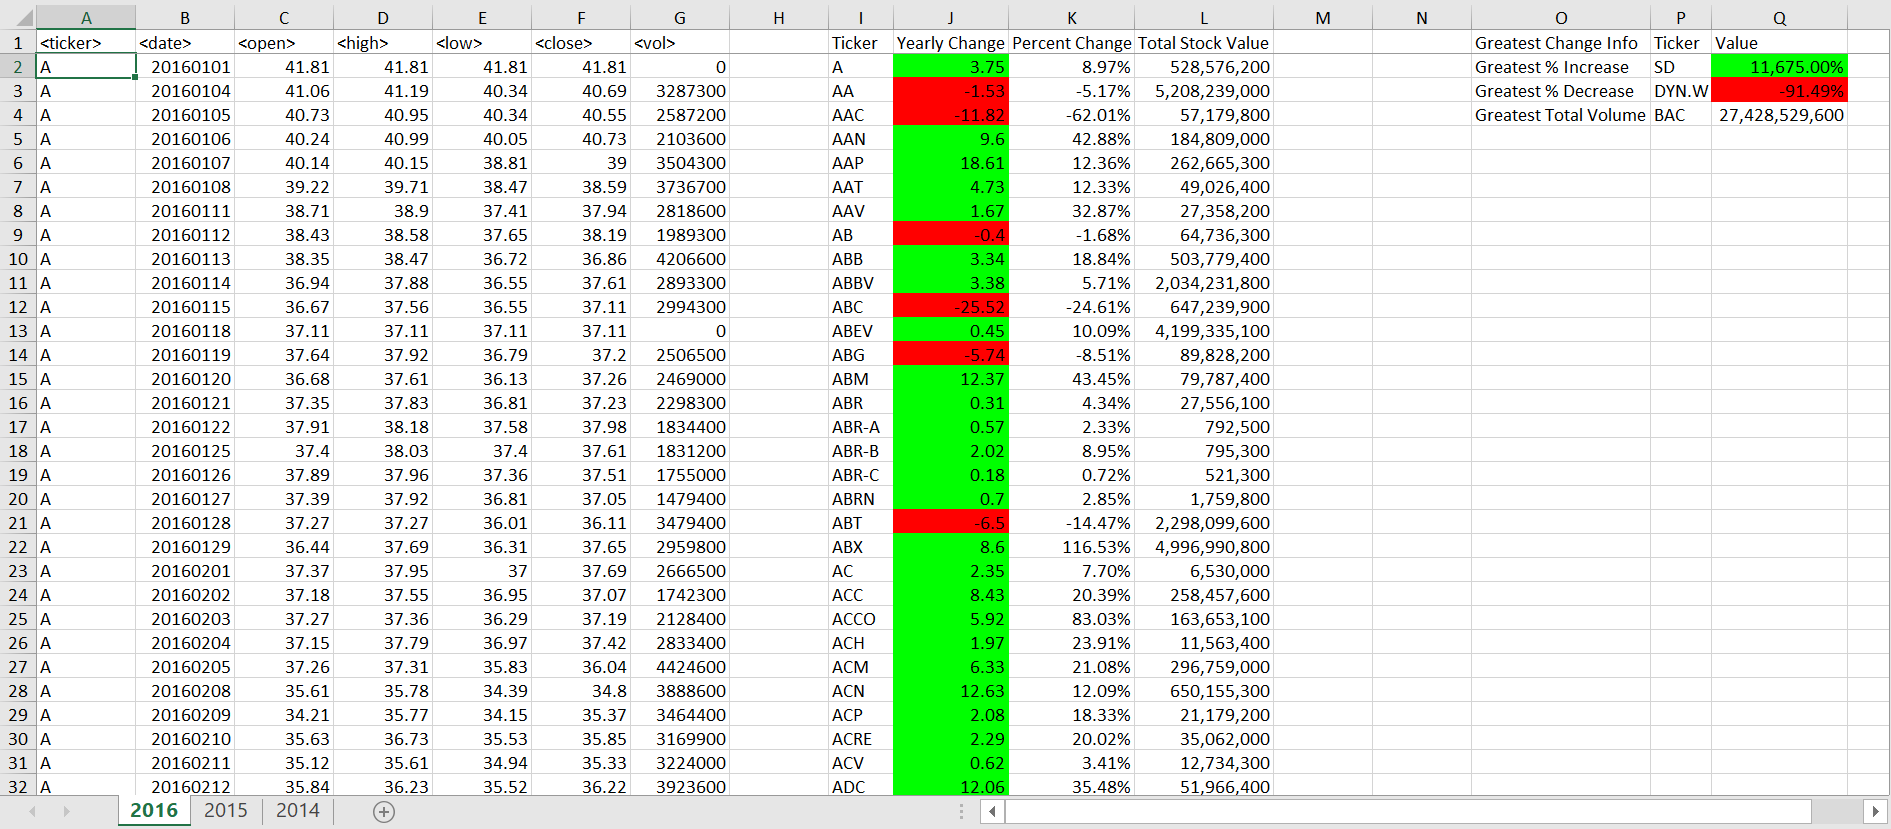 A B C D E F G H I J K L M N O P Q
1 <ticker> <date> <open> <high> <low> <close> <vol> Ticker Yearly Change Percent Change Total Stock Value Greatest Change Info Ticker Value
2 A 20160101 41.81 41.81 41.81 41.81 0 A 3.75 8.97% 528,576,200 Greatest % Increase SD 11,675.00%
3 A 20160104 41.06 41.19 40.34 40.69 3287300 AA -1.53 -5.17% 5,208,239,000 Greatest % Decrease DYN.W -91.49%
4 A 20160105 40.73 40.95 40.34 40.55 2587200 AAC -11.82 -62.01% 57,179,800 Greatest Total Volume BAC 27,428,529,600
5 A 20160106 40.24 40.99 40.05 40.73 2103600 AAN 9.6 42.88% 184,809,000
6 A 20160107 40.14 40.15 38.81 39 3504300 AAP 18.61 12.36% 262,665,300
7 A 20160108 39.22 39.71 38.47 38.59 3736700 AAT 4.73 12.33% 49,026,400
8 A 20160111 38.71 38.9 37.41 37.94 2818600 AAV 1.67 32.87% 27,358,200
9 A 20160112 38.43 38.58 37.65 38.19 1989300 AB -0.4 -1.68% 64,736,300
10 A 20160113 38.35 38.47 36.72 36.86 4206600 ABB 3.34 18.84% 503,779,400
11 A 20160114 36.94 37.88 36.55 37.61 2893300 ABBV 3.38 5.71% 2,034,231,800
12 A 20160115 36.67 37.56 36.55 37.11 2994300 ABC -25.52 -24.61% 647,239,900
13 A 20160118 37.11 37.11 37.11 37.11 0 ABEV 0.45 10.09% 4,199,335,100
14 A 20160119 37.64 37.92 36.79 37.2 2506500 ABG -5.74 -8.51% 89,828,200
15 A 20160120 36.68 37.61 36.13 37.26 2469000 ABM 12.37 43.45% 79,787,400
16 A 20160121 37.35 37.83 36.81 37.23 2298300 ABR 0.31 4.34% 27,556,100
17 A 20160122 37.91 38.18 37.58 37.98 1834400 ABR-A 0.57 2.33% 792,500
18 A 20160125 37.4 38.03 37.4 37.61 1831200 ABR-B 2.02 8.95% 795,300
19 A 20160126 37.89 37.96 37.36 37.51 1755000 ABR-C 0.18 0.72% 521,300
20 A 20160127 37.39 37.92 36.81 37.05 1479400 ABRN 0.7 2.85% 1,759,800
21 A 20160128 37.27 37.27 36.01 36.11 3479400 ABT -6.5 -14.47% 2,298,099,600
22 A 20160129 36.44 37.69 36.31 37.65 2959800 ABX 8.6 116.53% 4,996,990,800
23 A 20160201 37.37 37.95 37 37.69 2666500 AC 2.35 7.70% 6,530,000
24 A 20160202 37.18 37.55 36.95 37.07 1742300 ACC 8.43 20.39% 258,457,600
25 A 20160203 37.27 37.36 36.29 37.19 2128400 ACCO 5.92 83.03% 163,653,100
26 A 20160204 37.15 37.79 36.97 37.42 2833400 ACH 1.97 23.91% 11,563,400
27 A 20160205 37.26 37.31 35.83 36.04 4424600 ACM 6.33 21.08% 296,759,000
28 A 20160208 35.61 35.78 34.39 34.8 3888600 ACN 12.63 12.09% 650,155,300
29 A 20160209 34.21 35.77 34.15 35.37 3464400 ACP 2.08 18.33% 21,179,200
30 A 20160210 35.63 36.73 35.53 35.85 3169900 ACRE 2.29 20.02% 35,062,000
31 A 20160211 35.12 35.61 34.94 35.33 3224000 ACV 0.62 3.41% 12,734,300
32 A 20160212 35.84 36.23 35.52 36.22 3923600 ADC 12.06 35.48% 51,966,400
2016 2015 2014